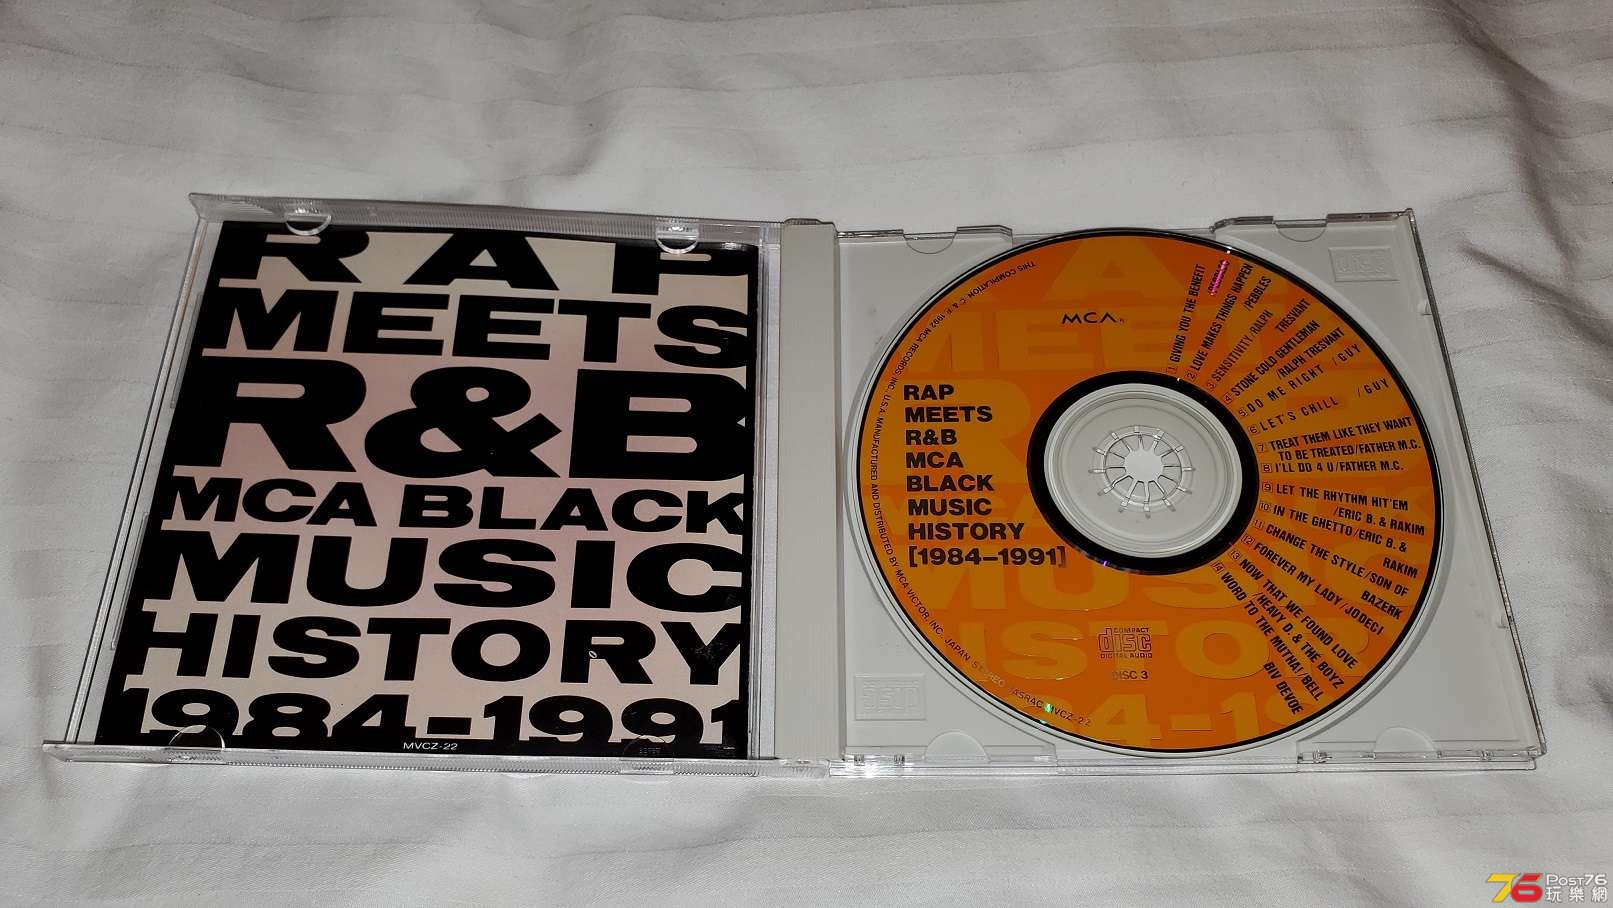 RAP
MEETS
R&B
MCA BLACK
MUSIC
HISTORY
1984-1991
MVCZ-22
MCA
RAP
MEETS
R&B
MCA
BLACK
MUSIC
HISTORY
[1984-1991]
1 GIVING YOU THE BENEFIT
2 LOVE MAKES THINGS HAPPEN
/PEBBLES
3 SENSITIVITY/RALPH TRESVANT
4 STONE COLD GENTLEMAN
/RALPH TRESVANT
5 DO ME RIGHT /GUY
6 LET'S CHILL /GUY
7 TREAT THEM LIKE THEY WANT
TO BE TREATED/FATHER M.C.
8 I'LL DO 4 U/FATHER M.C.
9 LET THE RHYTHM HIT'EM
/ERIC B. & RAKIM
10 IN THE GHETTO/ERIC B. &
RAKIM
11 CHANGE THE STYLE/SON OF
BAZERK
12 FOREVER MY LADY/JODECI
13 NOW THAT WE FOUND LOVE
/HEAVY D. & THE BOYZ
14 WORD TO THE MUTHA!/BELL
BIV DEVOE
COMPACT
disc
DIGITAL AUDIO
DISC 3
THIS COMPILATION C & P 1992 MCA RECORDS, INC. U.S.A. MANUFACTURED AND DISTRIBUTED BY MCA VICTOR, INC. JAPAN STEREO /ASRAC MVCZ-22
76 POST76
玩樂網